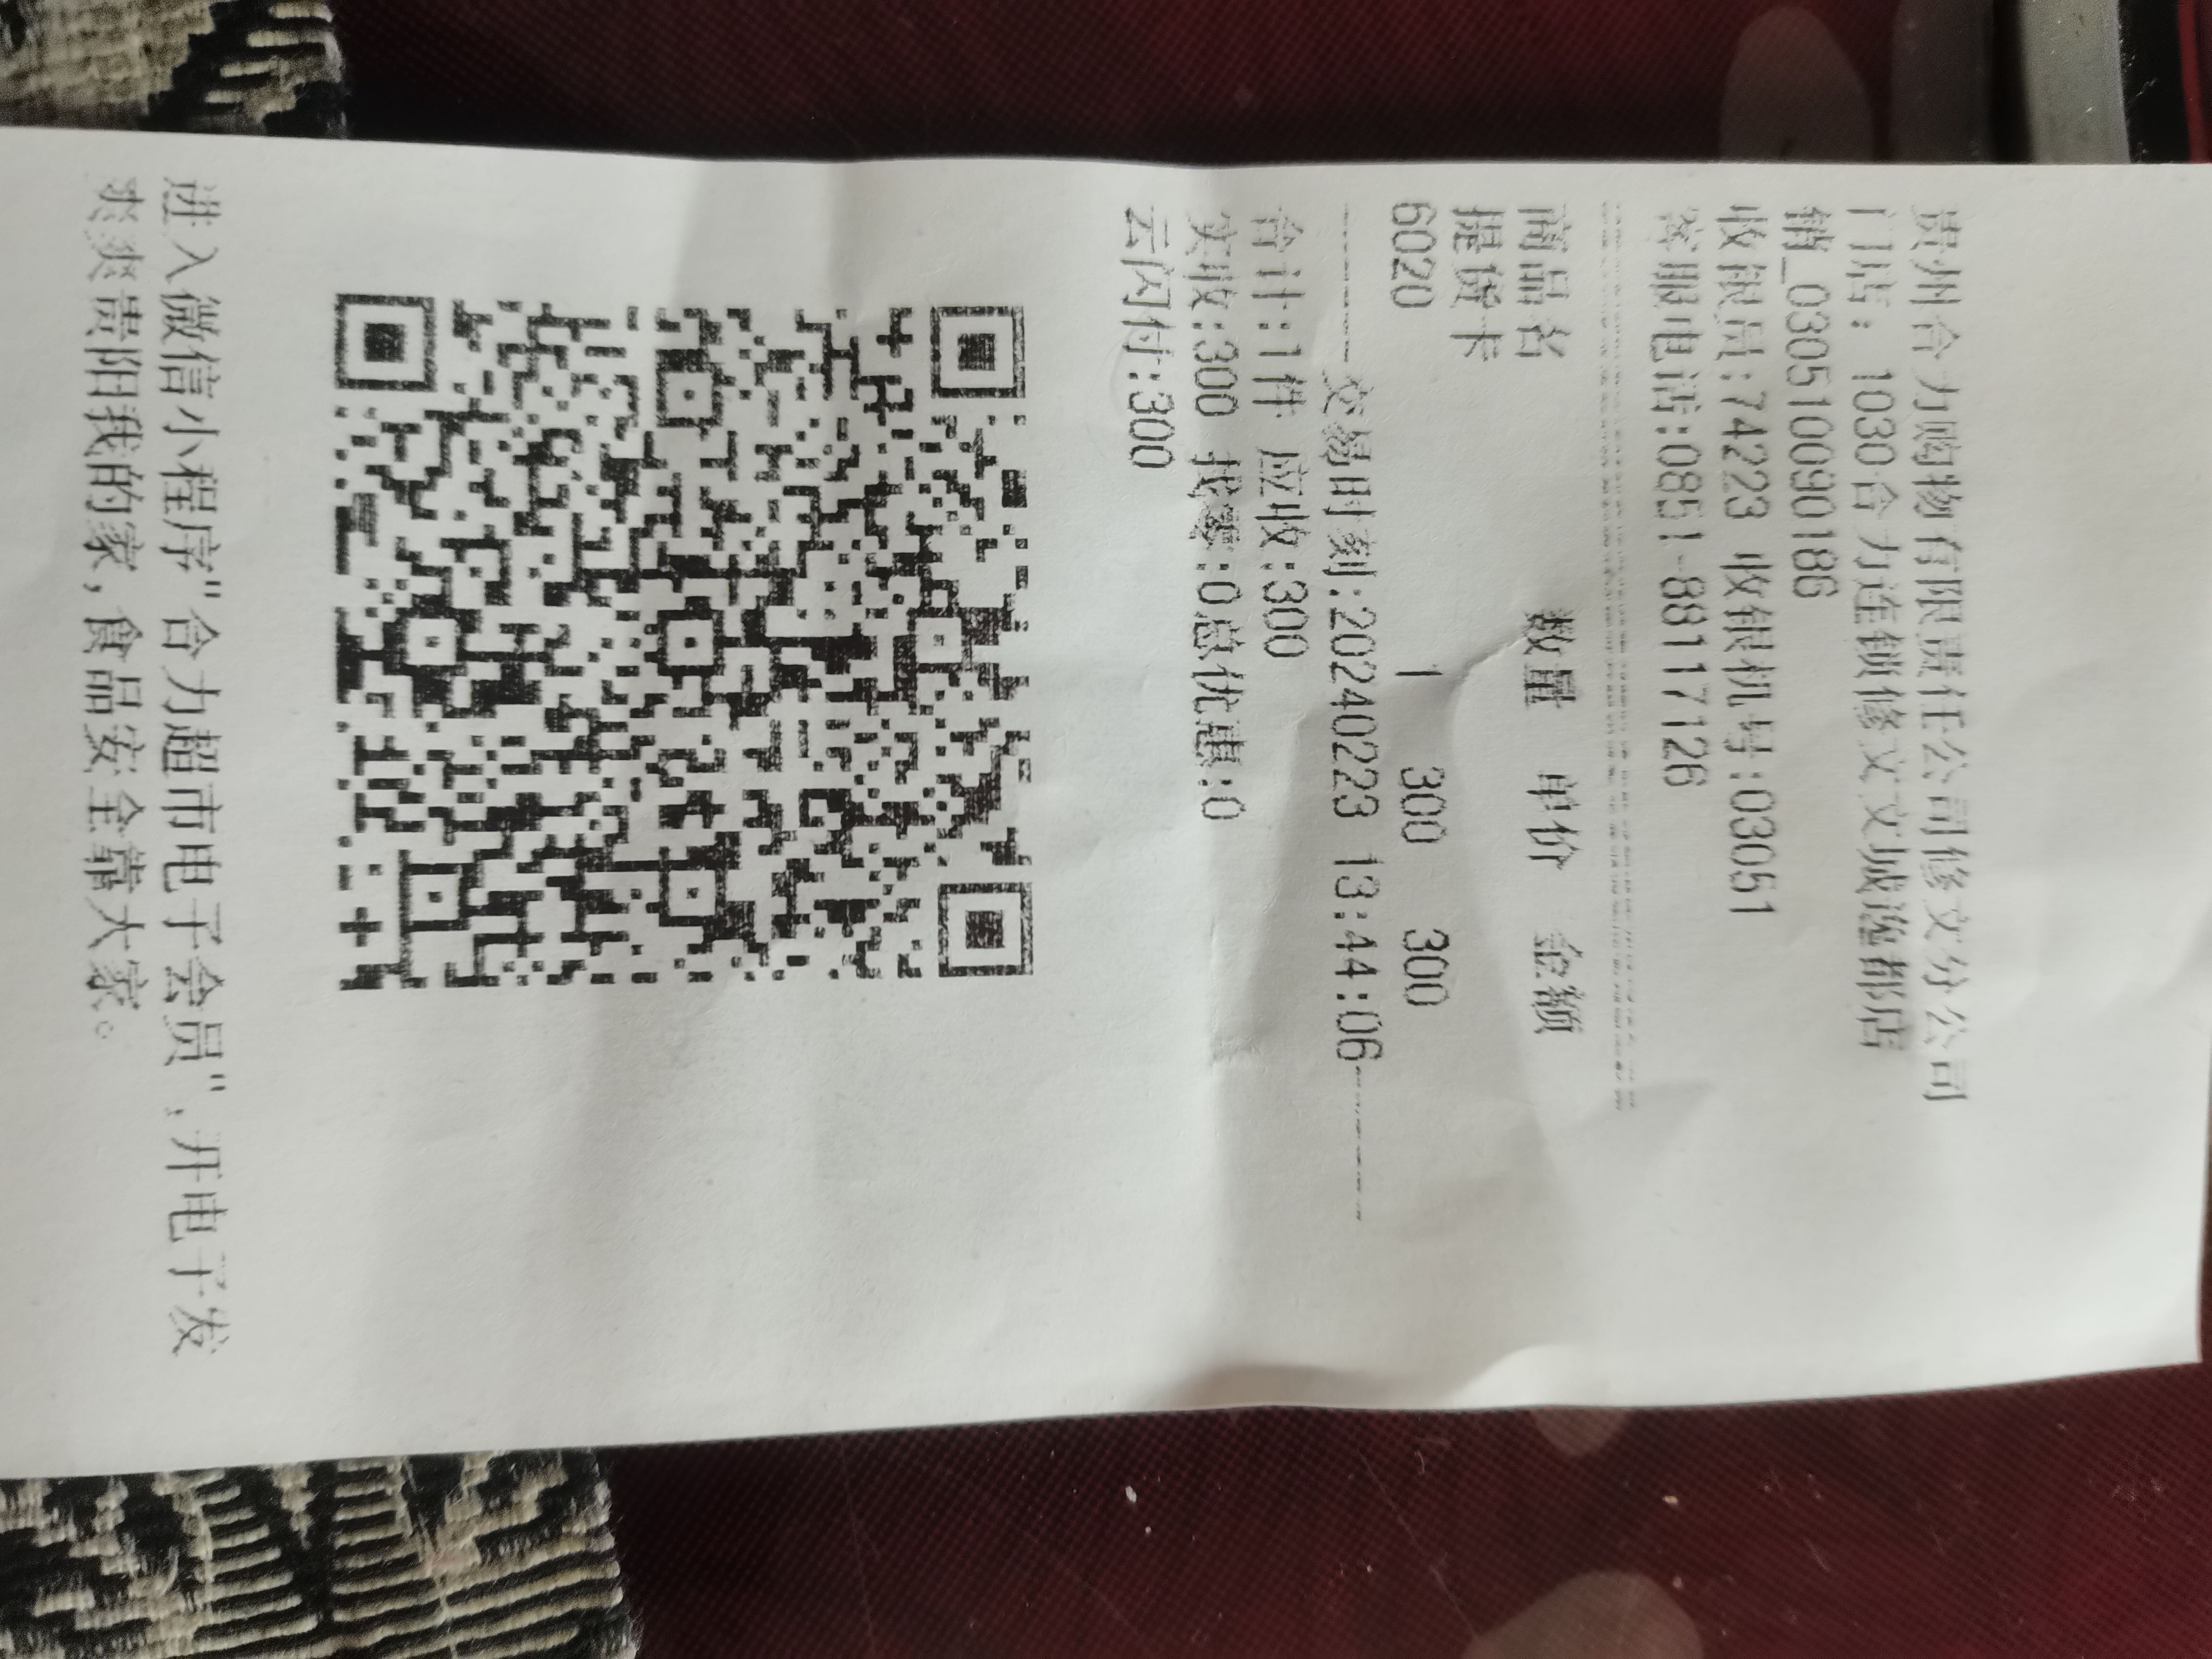 贵州合力购物有限责任公司修文分公司
门店: 1030合力连锁修文文城逸都店
销_030510090186
收银员:74223 收银机号:03051
客服电话:0851-88117126
商品名 数量 单价 金额
提货卡
6020 1 300 300
----------交易时刻:20240223 13:44:06----------
合计:1件 应收:300
实收:300 找零:0总优惠:0
云闪付:300
进入微信小程序"合力超市电子会员",开电子发
爽爽贵阳我的家,食品安全靠大家。